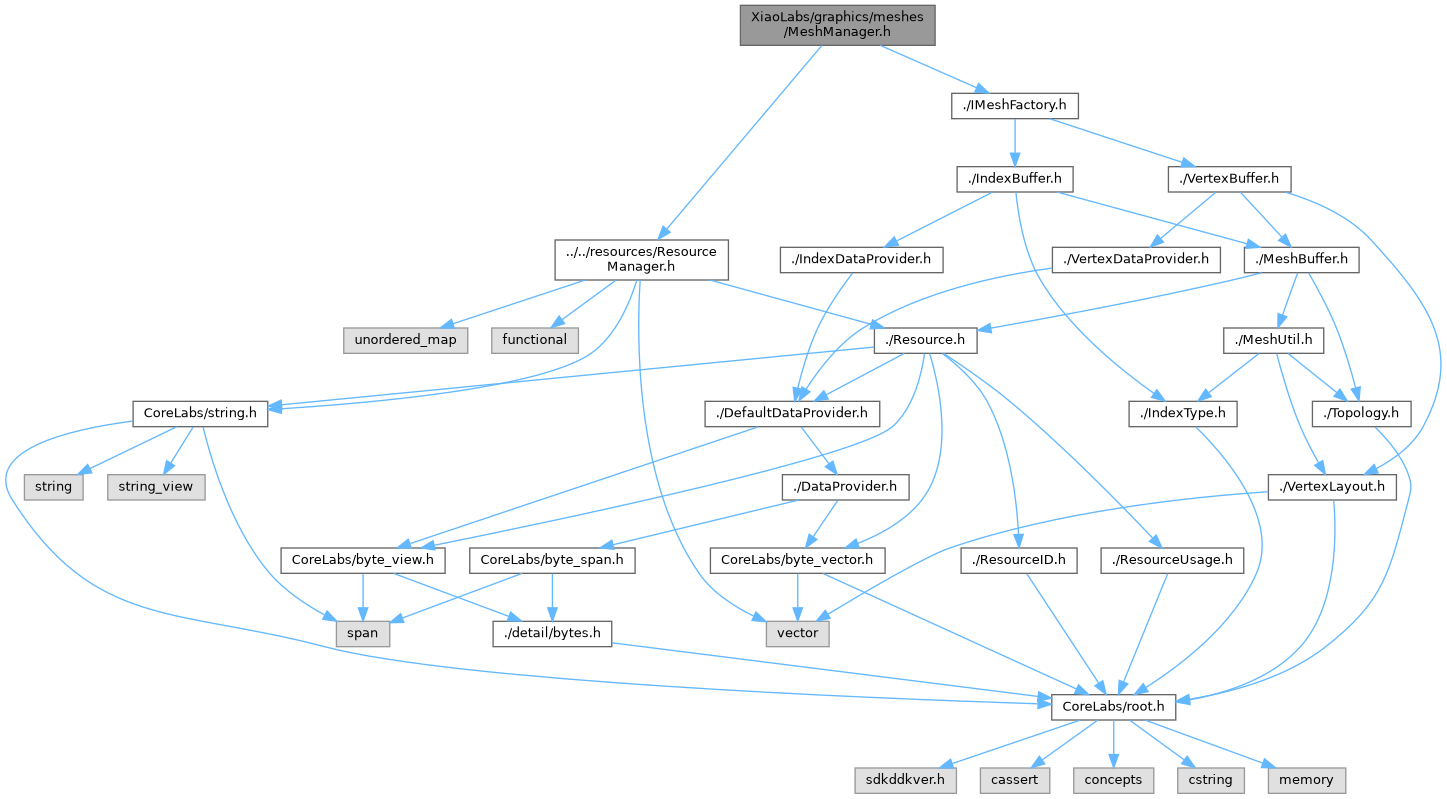 XiaoLabs/graphics/meshes
/MeshManager.h
./IMeshFactory.h
./IndexBuffer.h
./VertexBuffer.h
../../resources/Resource
Manager.h
./IndexDataProvider.h
./VertexDataProvider.h
./MeshBuffer.h
unordered_map
functional
./Resource.h
./MeshUtil.h
CoreLabs/string.h
./DefaultDataProvider.h
./IndexType.h
./Topology.h
string
string_view
./DataProvider.h
./VertexLayout.h
CoreLabs/byte_view.h
CoreLabs/byte_span.h
CoreLabs/byte_vector.h
./ResourceID.h
./ResourceUsage.h
span
./detail/bytes.h
vector
CoreLabs/root.h
sdkddkver.h
cassert
concepts
cstring
memory